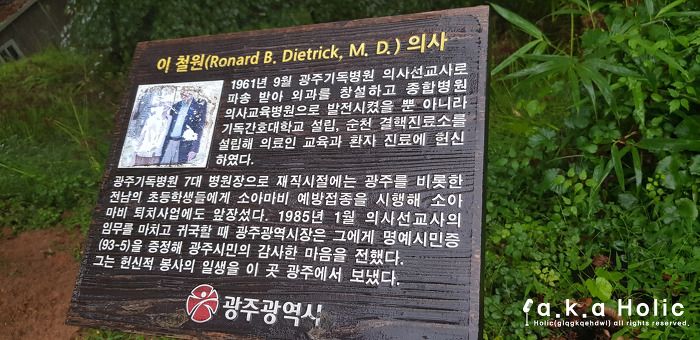 이 철원(Ronard B. Dietrick, M. D.) 의사
1961년 9월 광주기독병원 의사선교사로
파송 받아 외과를 창설하고 종합병원
의사교육병원으로 발전시켰을 뿐 아니라
기독간호대학교 설립, 순천 결핵진료소를
설립해 의료인 교육과 환자 진료에 헌신
하였다.
광주기독병원 7대 병원장으로 재직시절에는 광주를 비롯한
전남의 초등학생들에게 소아마비 예방접종을 시행해 소아
마비 퇴치사업에도 앞장섰다. 1985년 1월 의사선교사의
임무를 마치고 귀국할 때 광주광역시장은 그에게 명예시민증
(93-5)을 증정해 광주시민의 감사한 마음을 전했다.
그는 헌신적 봉사의 일생을 이 곳 광주에서 보냈다.
광주광역시
a.k.a Holic
Holic(glqgkqehdwl) all rights reserved.